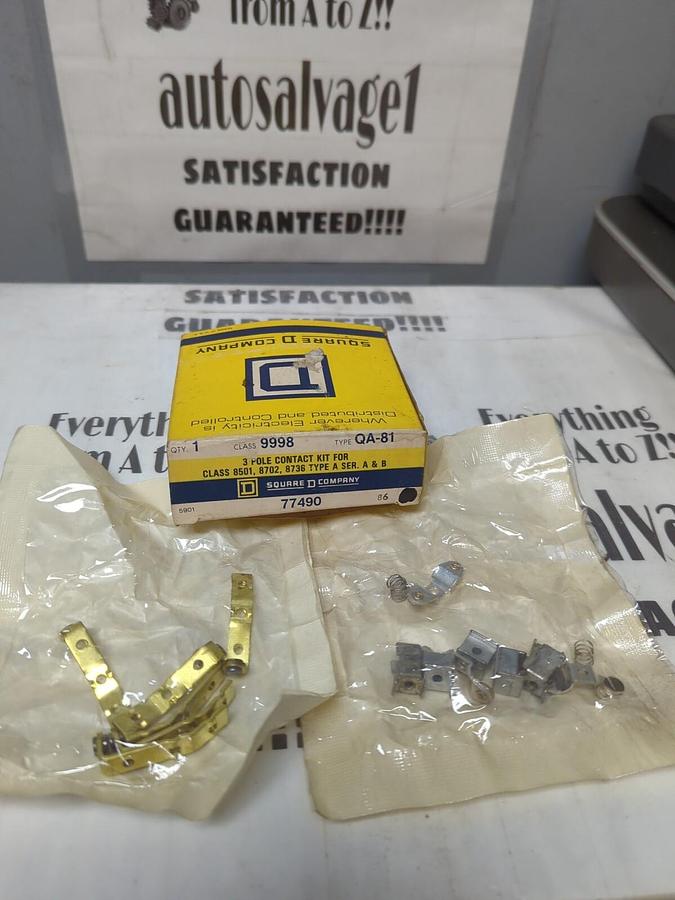 from A to Z!!
autosalvage1
SATISFACTION
GUARANTEED!!!!
SATISFACTION
GUARANTEED!!!!
SQUARE D COMPANY
D
Wherever Electricity is
Distributed and Controlled
QTY. 1 CLASS 9998 TYPE QA-81
3 POLE CONTACT KIT FOR
CLASS 8501, 8702, 8736 TYPE A SER. A & B
D SQUARE D COMPANY
5901 77490 86
Everything
from A to
Everything
A to Z!!